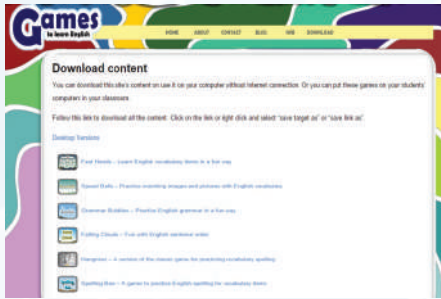 Games
to learn English
HOME ABOUT CONTACT BLOG WEB DOWNLOAD
Download content
You can download this site's content on use it on your computer without Internet connection. Or you can put these games on your students'
computers in your classroom
Follow this link to download all the content. Click on the link or right click and select 'save target as' or 'save link as'.
Desktop Versions
Fast Hands – Learn English vocabulary items in a fun way
Speed Balls – Practice matching images and pictures with English vocabulary
Grammar Bubbles – Practice English grammar in a fun way
Falling Clouds – Fun with English sentence order
Hangman – A version of the classic game for practicing vocabulary spelling
Spelling Bee – A game to practice English spelling for vocabulary items